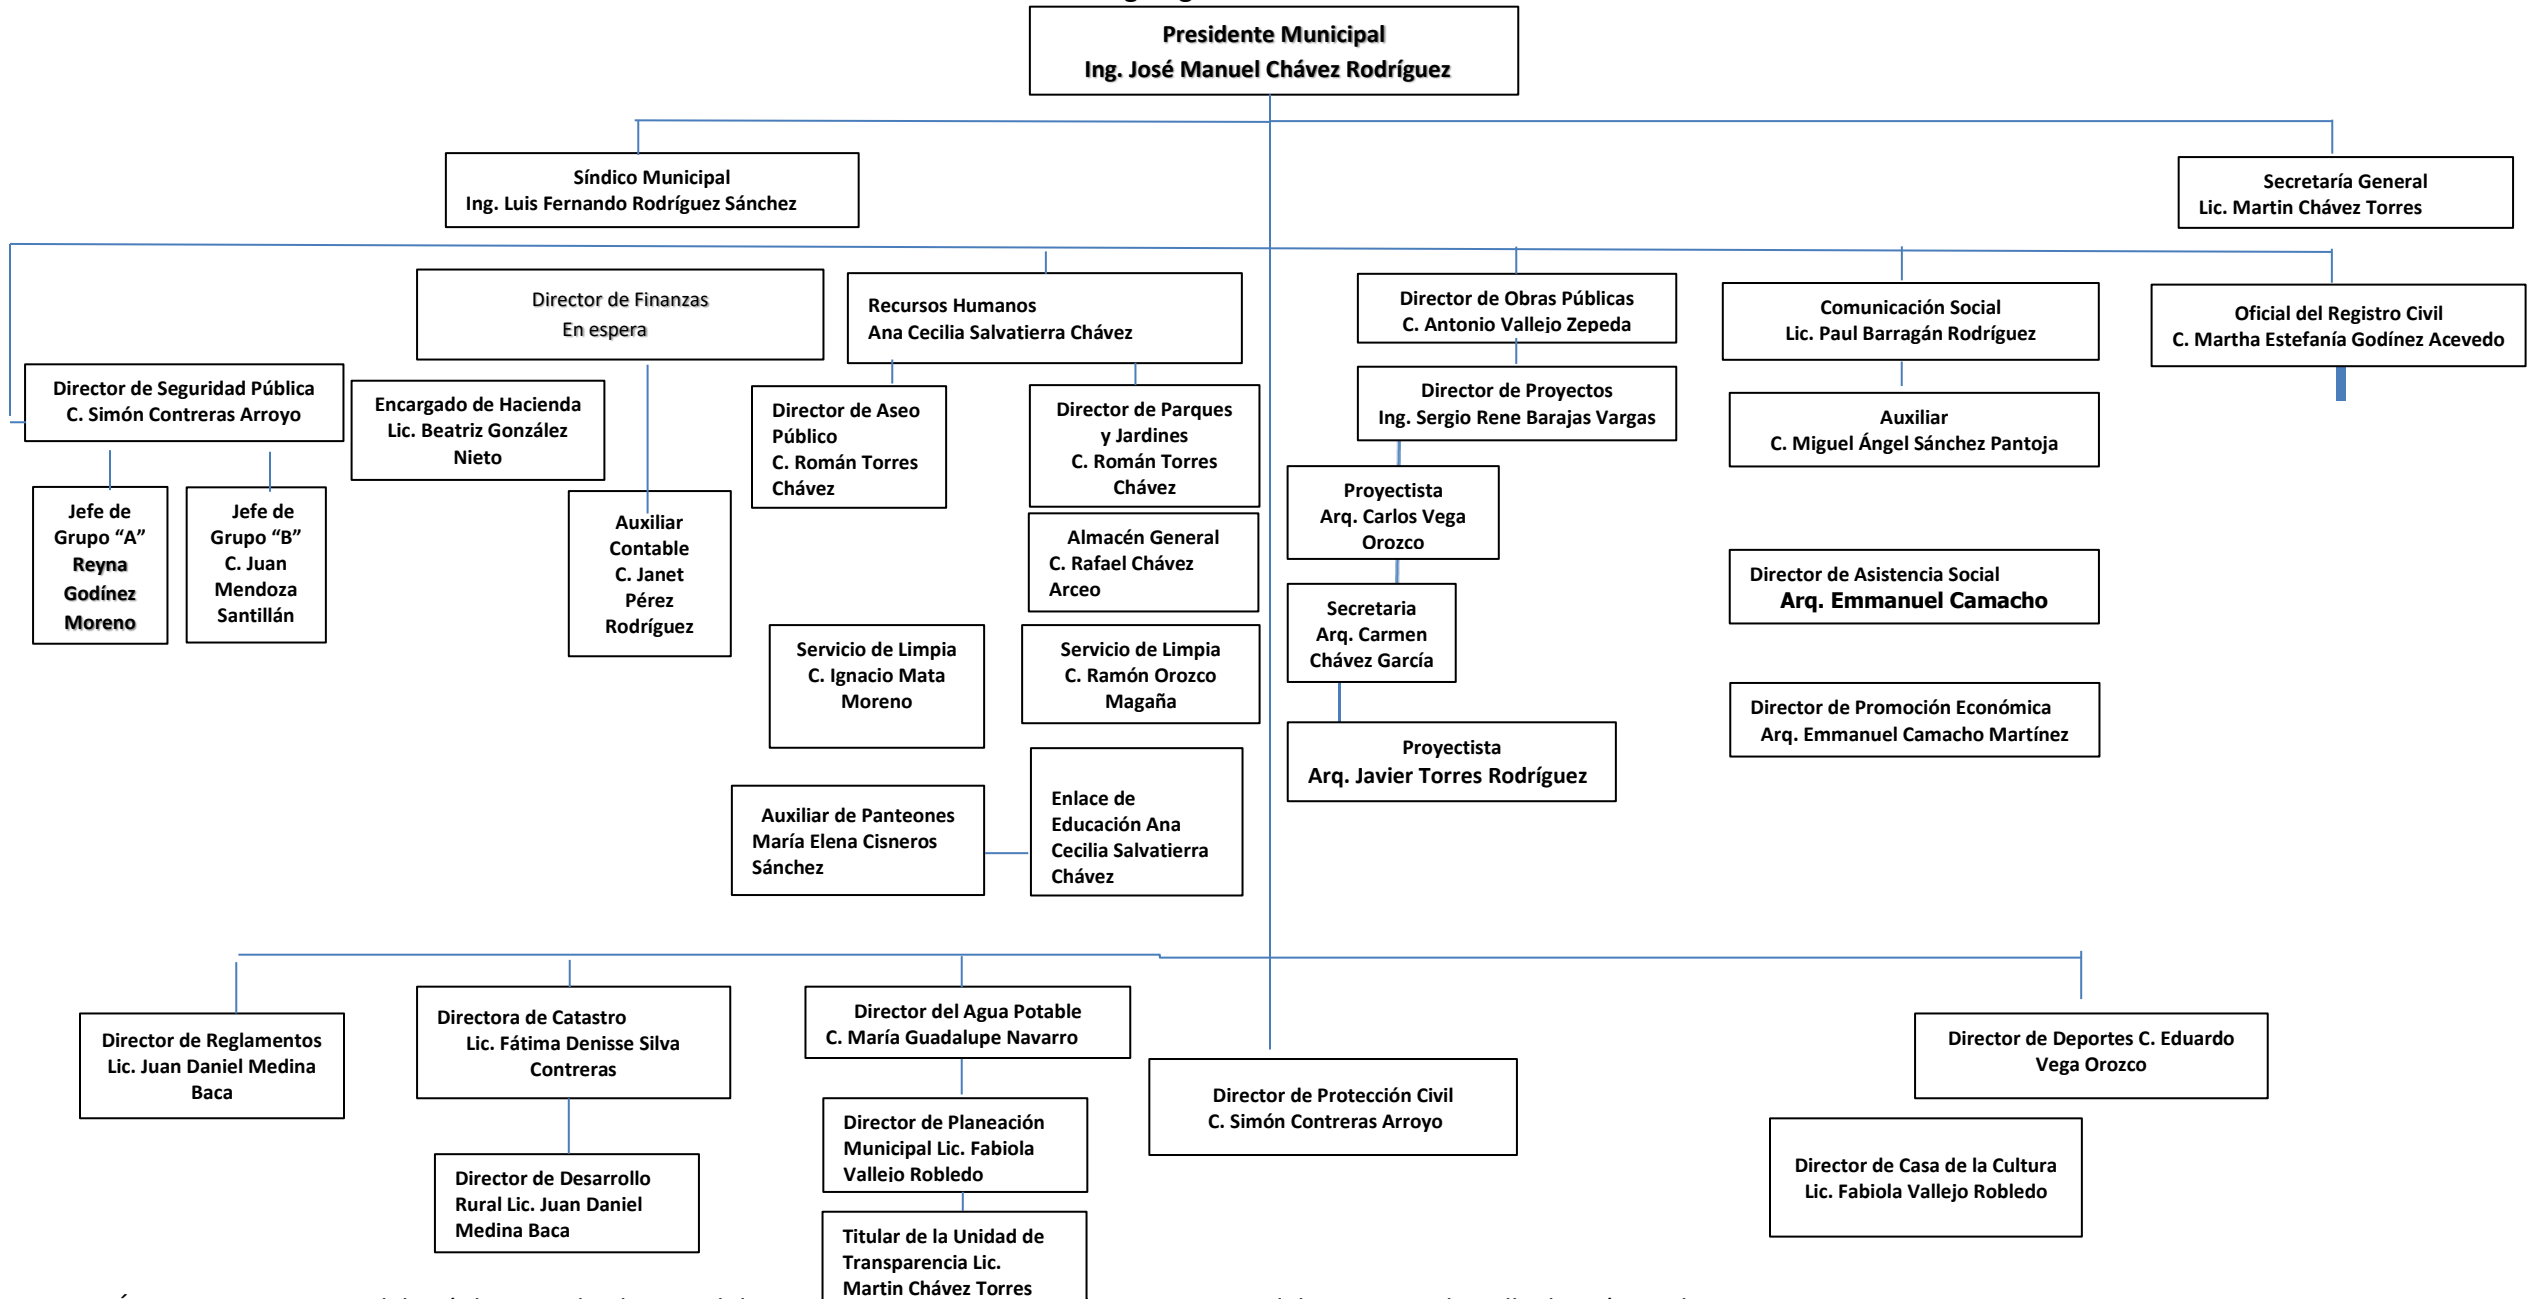 Presidente Municipal
Ing. José Manuel Chávez Rodríguez
Síndico Municipal
Ing. Luis Fernando Rodríguez Sánchez
Secretaría General
Lic. Martin Chávez Torres
Director de Finanzas
En espera
Recursos Humanos
Ana Cecilia Salvatierra Chávez
Director de Obras Públicas
C. Antonio Vallejo Zepeda
Comunicación Social
Lic. Paul Barragán Rodríguez
Oficial del Registro Civil
C. Martha Estefanía Godínez Acevedo
Director de Seguridad Pública
C. Simón Contreras Arroyo
Encargado de Hacienda
Lic. Beatriz González
Nieto
Director de Aseo
Público
C. Román Torres
Chávez
Director de Parques
y Jardines
C. Román Torres
Chávez
Director de Proyectos
Ing. Sergio Rene Barajas Vargas
Auxiliar
C. Miguel Ángel Sánchez Pantoja
Jefe de
Grupo “A”
Reyna
Godínez
Moreno
Jefe de
Grupo “B”
C. Juan
Mendoza
Santillán
Auxiliar
Contable
C. Janet
Pérez
Rodríguez
Almacén General
C. Rafael Chávez
Arceo
Proyectista
Arq. Carlos Vega
Orozco
Director de Asistencia Social
Arq. Emmanuel Camacho
Secretaria
Arq. Carmen
Chávez García
Servicio de Limpia
C. Ignacio Mata
Moreno
Servicio de Limpia
C. Ramón Orozco
Magaña
Director de Promoción Económica
Arq. Emmanuel Camacho Martínez
Proyectista
Arq. Javier Torres Rodríguez
Auxiliar de Panteones
María Elena Cisneros
Sánchez
Enlace de
Educación Ana
Cecilia Salvatierra
Chávez
Director de Reglamentos
Lic. Juan Daniel Medina
Baca
Directora de Catastro
Lic. Fátima Denisse Silva
Contreras
Director del Agua Potable
C. María Guadalupe Navarro
Director de Protección Civil
C. Simón Contreras Arroyo
Director de Deportes C. Eduardo
Vega Orozco
Director de Planeación
Municipal Lic. Fabiola
Vallejo Robledo
Director de Casa de la Cultura
Lic. Fabiola Vallejo Robledo
Director de Desarrollo
Rural Lic. Juan Daniel
Medina Baca
Titular de la Unidad de
Transparencia Lic.
Martin Chávez Torres